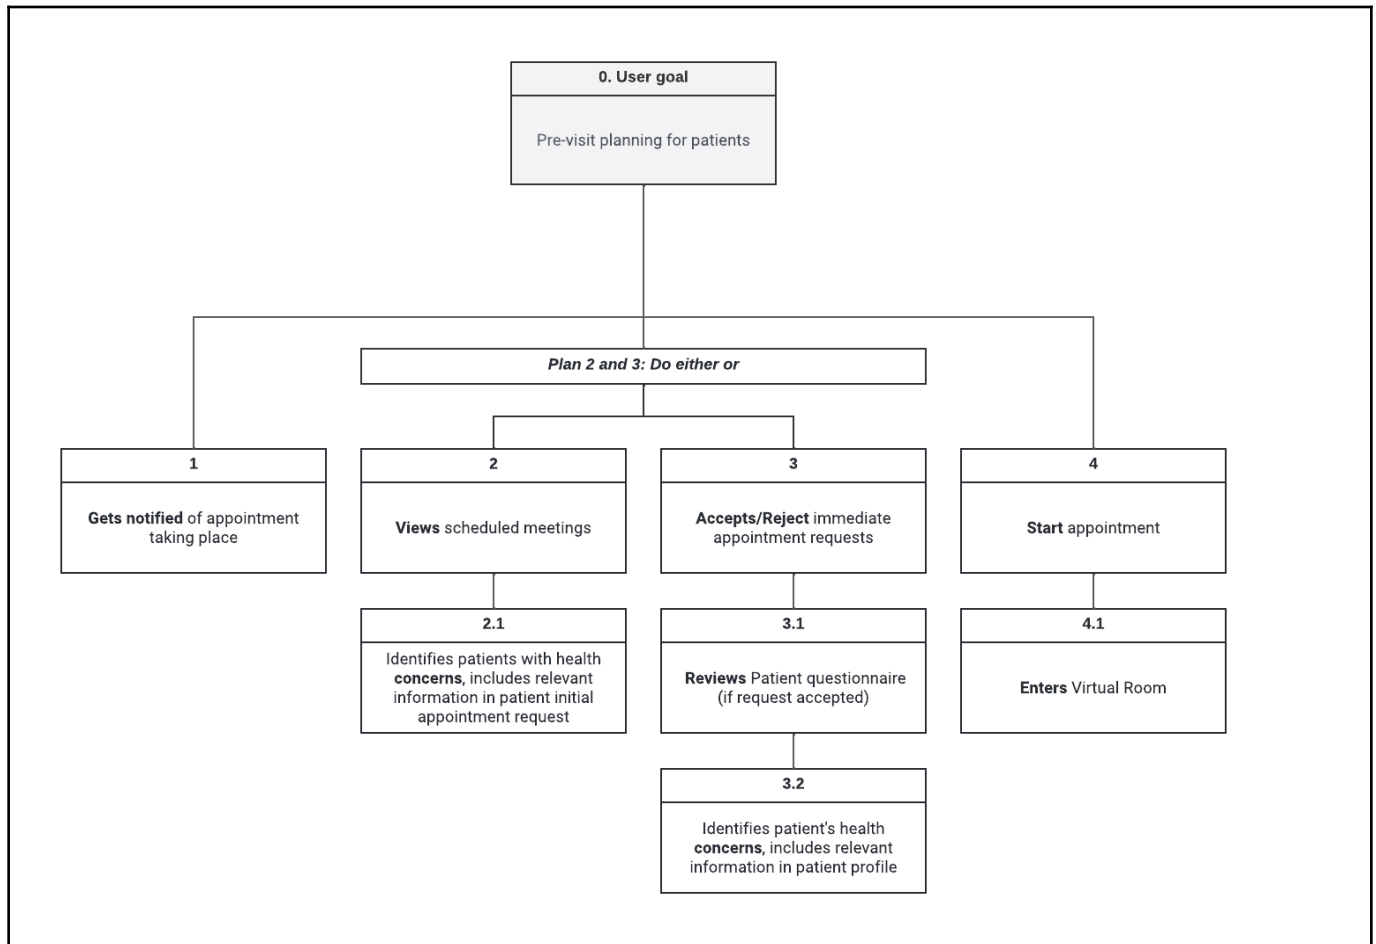 0. User goal
Pre-visit planning for patients
Plan 2 and 3: Do either or
1
Gets notified of appointment
taking place
2
Views scheduled meetings
3
Accepts/Reject immediate
appointment requests
4
Start appointment
2.1
Identifies patients with health
concerns, includes relevant
information in patient initial
appointment request
3.1
Reviews Patient questionnaire
(if request accepted)
4.1
Enters Virtual Room
3.2
Identifies patient's health
concerns, includes relevant
information in patient profile